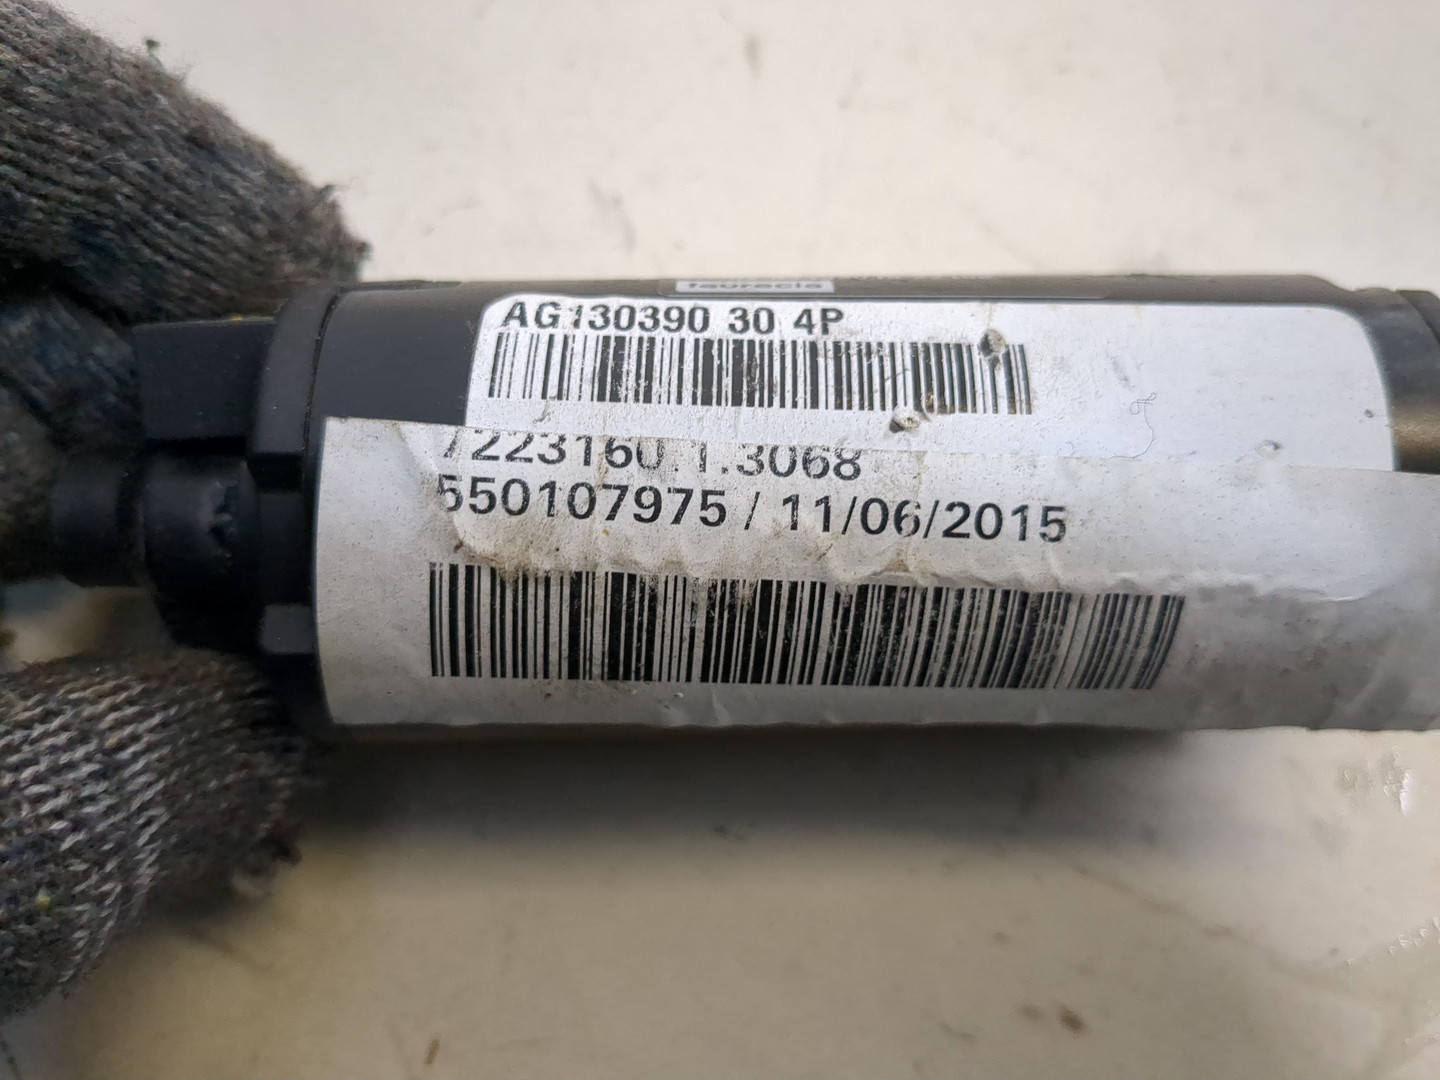 faurecia
AG130390 30 4P
7223160.1.3068
550107975 / 11/06/2015